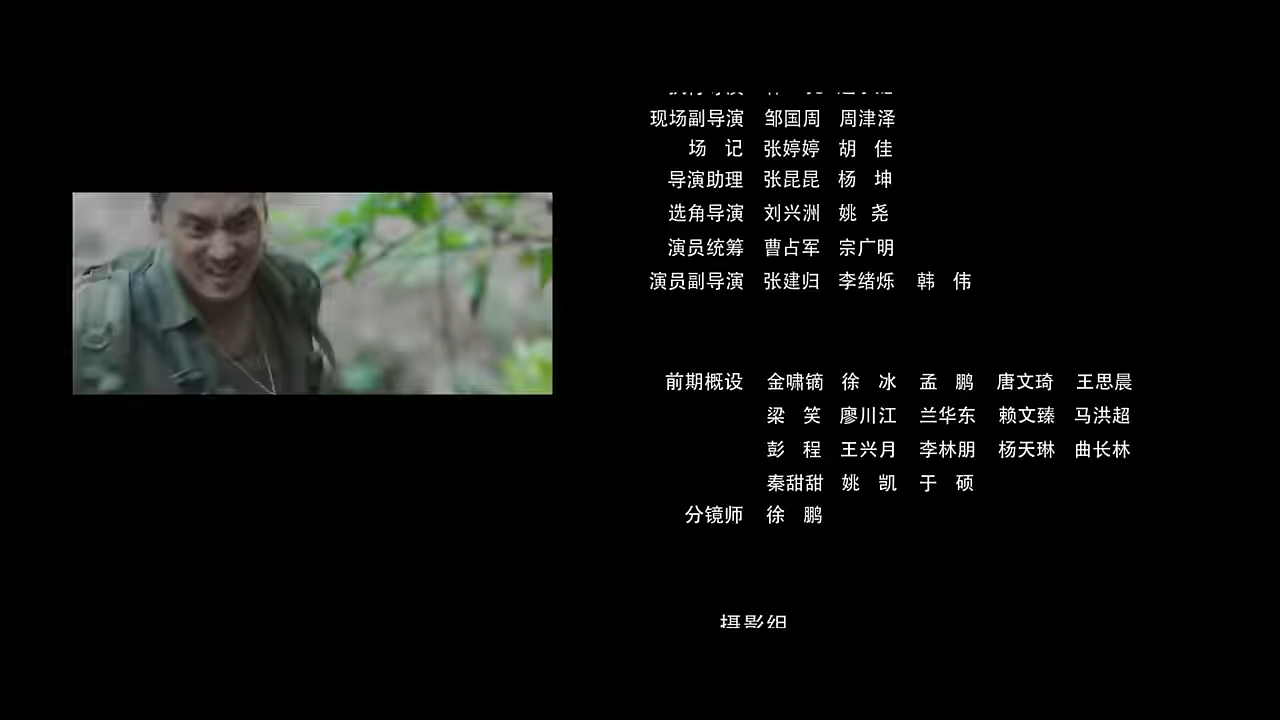 现场副导演 邹国周 周津泽
场 记 张婷婷 胡 佳
导演助理 张昆昆 杨 坤
选角导演 刘兴洲 姚 尧
演员统筹 曹占军 宗广明
演员副导演 张建归 李绪烁 韩 伟
前期概设 金啸镝 徐 冰 孟 鹏 唐文琦 王思晨
梁 笑 廖川江 兰华东 赖文臻 马洪超
彭 程 王兴月 李林朋 杨天琳 曲长林
秦甜甜 姚 凯 于 硕
分镜师 徐 鹏
摄影组